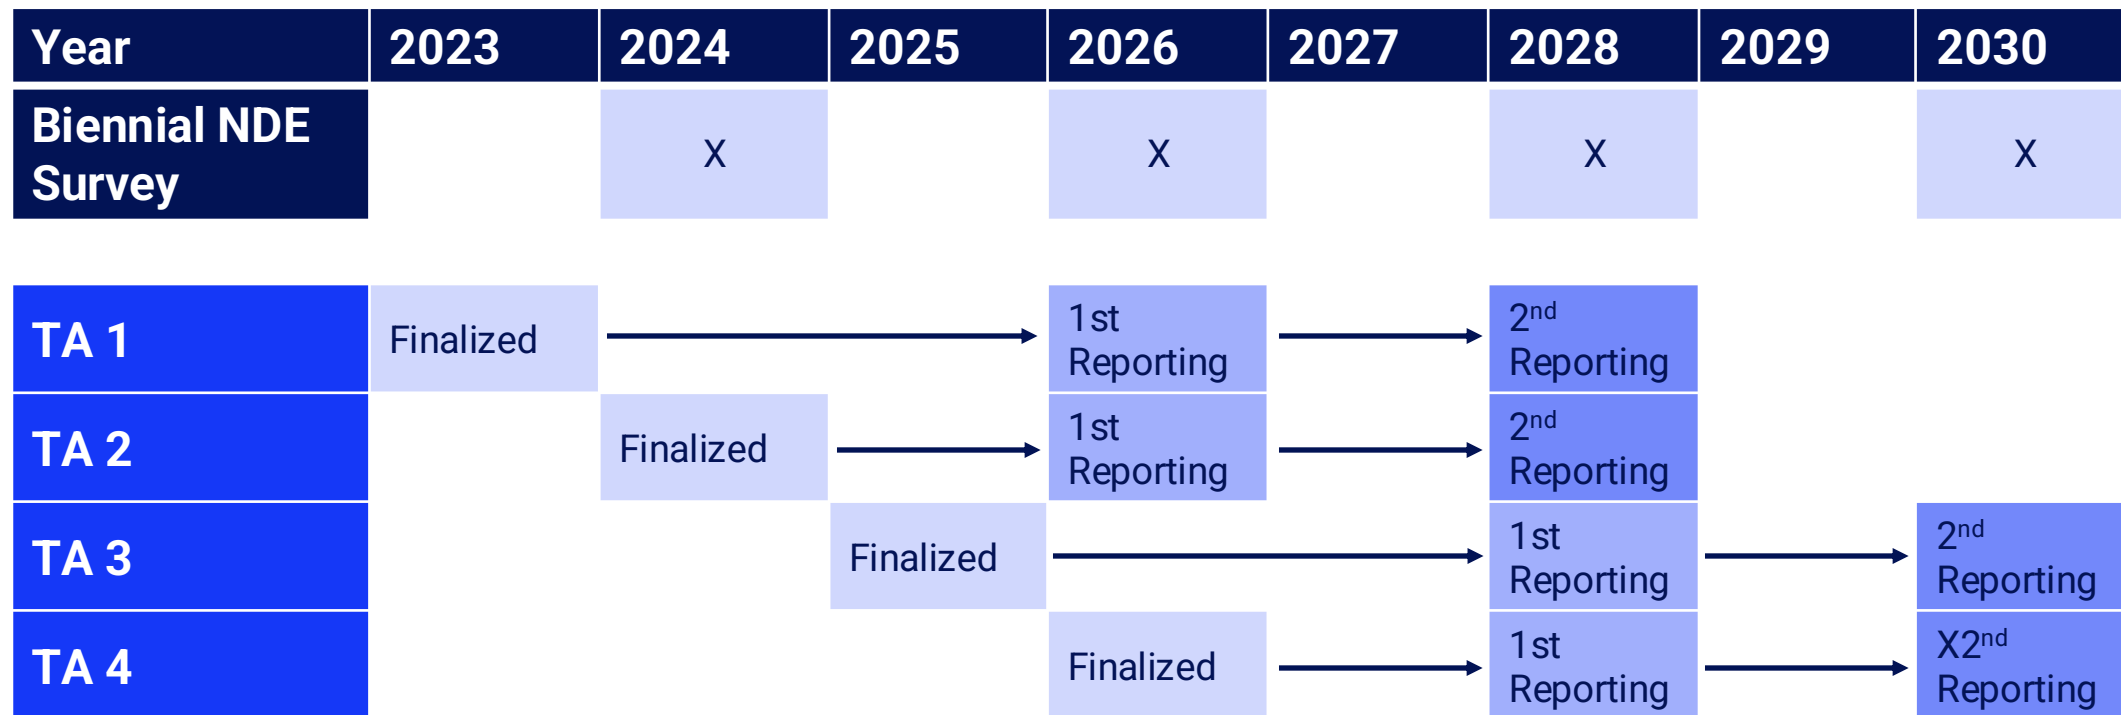 Year 2023 2024 2025 2026 2027 2028 2029 2030
Biennial NDE
Survey
X X X X
TA 1
Finalized
1st
Reporting
2nd
Reporting
TA 2
Finalized
1st
Reporting
2nd
Reporting
TA 3
Finalized
1st
Reporting
2nd
Reporting
TA 4
Finalized
1st
Reporting
X2nd
Reporting